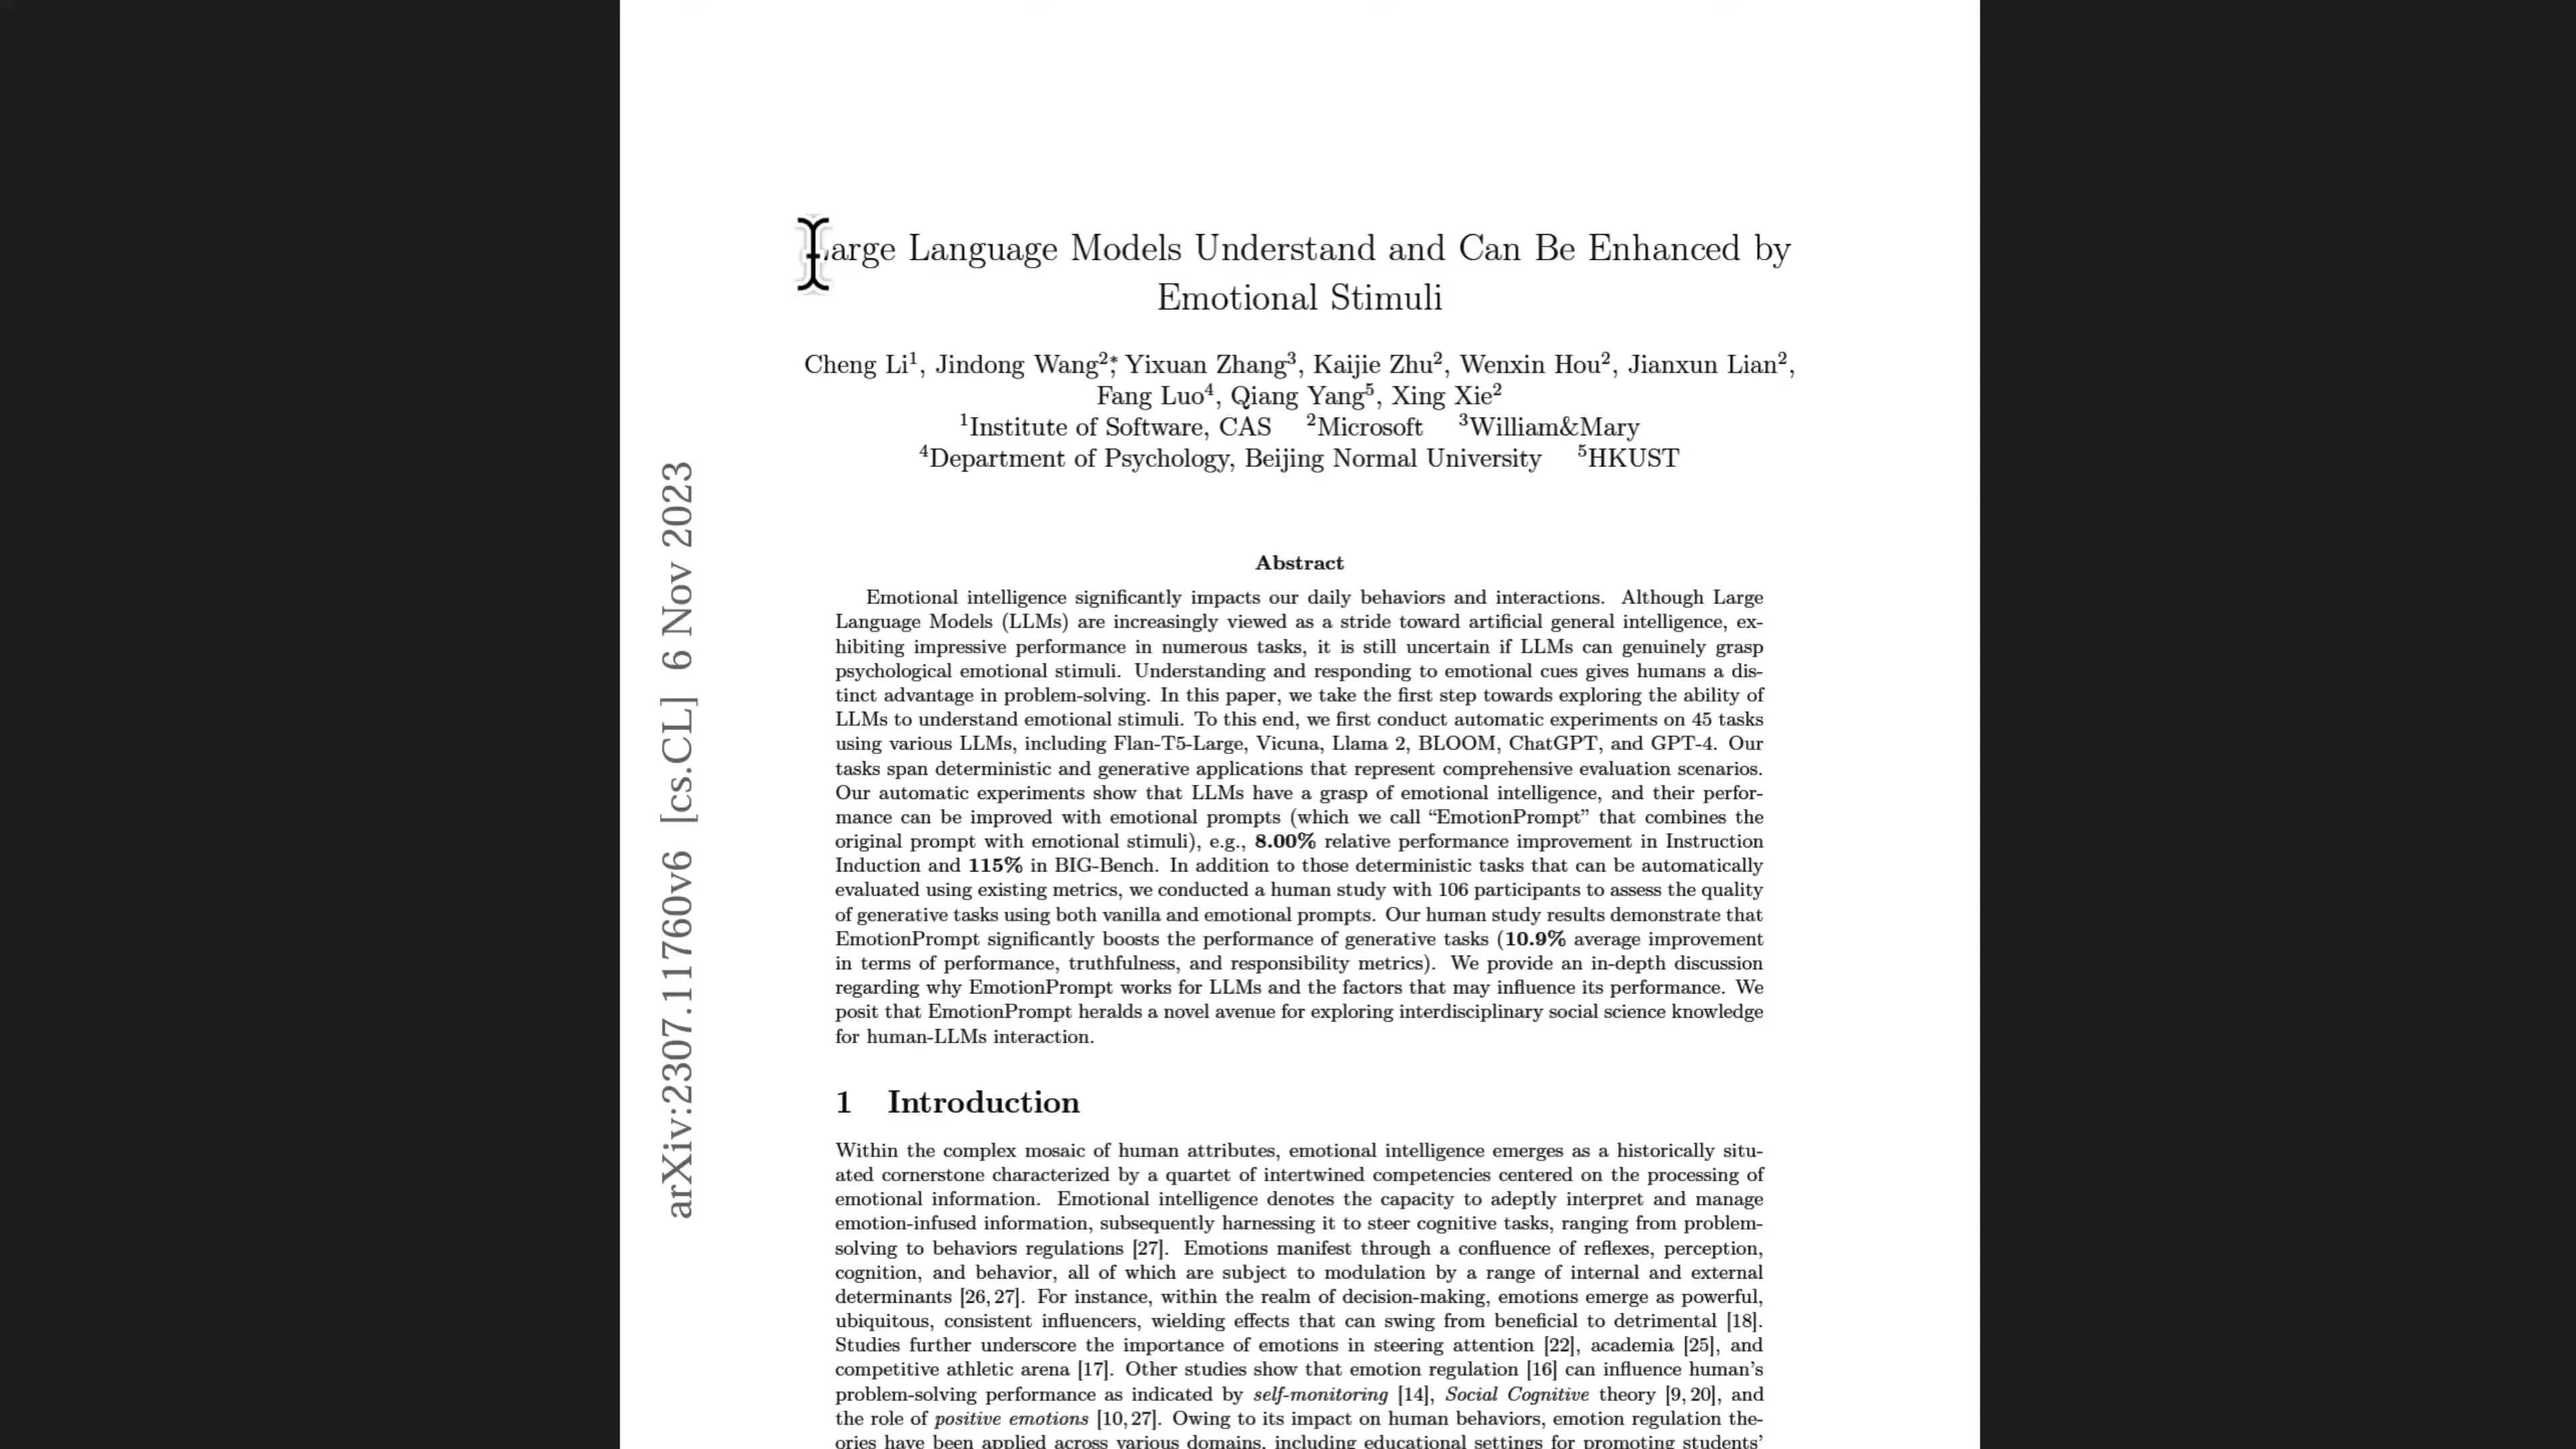 Large Language Models Understand and Can Be Enhanced by
Emotional Stimuli
Cheng Li¹, Jindong Wang²*, Yixuan Zhang³, Kaijie Zhu², Wenxin Hou², Jianxun Lian²,
Fang Luo⁴, Qiang Yang⁵, Xing Xie²
¹Institute of Software, CAS ²Microsoft ³William&Mary
⁴Department of Psychology, Beijing Normal University ⁵HKUST
arXiv:2307.11760v6 [cs.CL] 6 Nov 2023
Abstract
Emotional intelligence significantly impacts our daily behaviors and interactions. Although Large
Language Models (LLMs) are increasingly viewed as a stride toward artificial general intelligence, ex-
hibiting impressive performance in numerous tasks, it is still uncertain if LLMs can genuinely grasp
psychological emotional stimuli. Understanding and responding to emotional cues gives humans a dis-
tinct advantage in problem-solving. In this paper, we take the first step towards exploring the ability of
LLMs to understand emotional stimuli. To this end, we first conduct automatic experiments on 45 tasks
using various LLMs, including Flan-T5-Large, Vicuna, Llama 2, BLOOM, ChatGPT, and GPT-4. Our
tasks span deterministic and generative applications that represent comprehensive evaluation scenarios.
Our automatic experiments show that LLMs have a grasp of emotional intelligence, and their perfor-
mance can be improved with emotional prompts (which we call “EmotionPrompt” that combines the
original prompt with emotional stimuli), e.g., 8.00% relative performance improvement in Instruction
Induction and 115% in BIG-Bench. In addition to those deterministic tasks that can be automatically
evaluated using existing metrics, we conducted a human study with 106 participants to assess the quality
of generative tasks using both vanilla and emotional prompts. Our human study results demonstrate that
EmotionPrompt significantly boosts the performance of generative tasks (10.9% average improvement
in terms of performance, truthfulness, and responsibility metrics). We provide an in-depth discussion
regarding why EmotionPrompt works for LLMs and the factors that may influence its performance. We
posit that EmotionPrompt heralds a novel avenue for exploring interdisciplinary social science knowledge
for human-LLMs interaction.
1 Introduction
Within the complex mosaic of human attributes, emotional intelligence emerges as a historically situ-
ated cornerstone characterized by a quartet of intertwined competencies centered on the processing of
emotional information. Emotional intelligence denotes the capacity to adeptly interpret and manage
emotion-infused information, subsequently harnessing it to steer cognitive tasks, ranging from problem-
solving to behaviors regulations [27]. Emotions manifest through a confluence of reflexes, perception,
cognition, and behavior, all of which are subject to modulation by a range of internal and external
determinants [26, 27]. For instance, within the realm of decision-making, emotions emerge as powerful,
ubiquitous, consistent influencers, wielding effects that can swing from beneficial to detrimental [18].
Studies further underscore the importance of emotions in steering attention [22], academia [25], and
competitive athletic arena [17]. Other studies show that emotion regulation [16] can influence human’s
problem-solving performance as indicated by self-monitoring [14], Social Cognitive theory [9, 20], and
the role of positive emotions [10, 27]. Owing to its impact on human behaviors, emotion regulation the-
ories have been applied across various domains, including educational settings for promoting students’